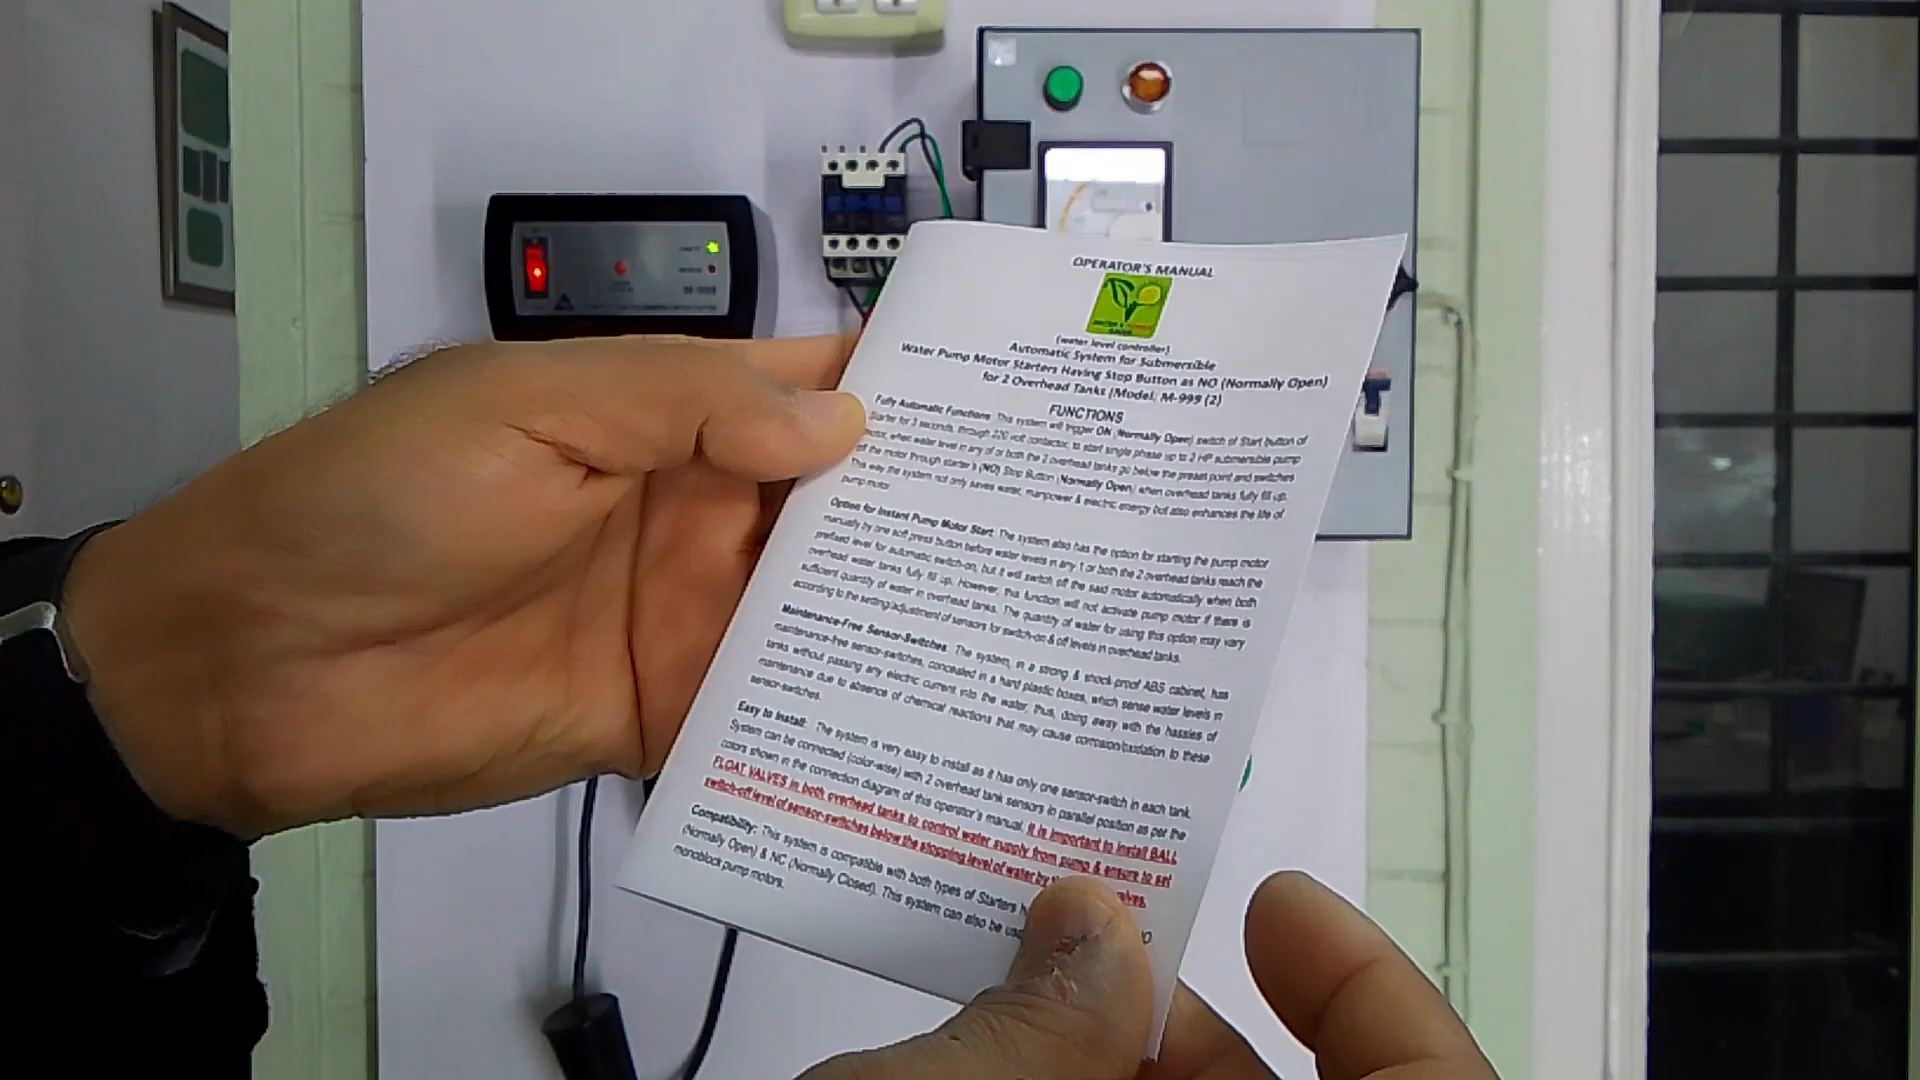 OPERATOR'S MANUAL
WATER & POWER
SAVER
(water level controller)
Automatic System for Submersible
Water Pump Motor Starters Having Stop Button as NO (Normally Open)
for 2 Overhead Tanks (Model. M-999 (2)
FUNCTIONS
Fully Automatic Functions: This system will trigger ON (Normally Open) switch of Start button of
Starter for 3 seconds, through 220 volt contactor, to start single phase up to 2 HP submersible pump
motor, when water level in any of or both the 2 overhead tanks go below the preset point and switches
off the motor through starter's (NO) Stop Button (Normally Open) when overhead tanks fully fill up.
This way the system not only saves water, manpower & electric energy but also enhances the life of
pump motor.
Option for Instant Pump Motor Start: The system also has the option for starting the pump motor
manually by one soft press button before water levels in any 1 or both the 2 overhead tanks reach the
prefixed level for automatic switch-on, but it will switch off the said motor automatically when both
overhead water tanks fully fill up. However, this function will not activate pump motor if there is
sufficient quantity of water in overhead tanks. The quantity of water for using this option may vary
according to the setting/adjustment of sensors for switch-on & off levels in overhead tanks.
Maintenance-Free Sensor-Switches: The system, in a strong & shock-proof ABS cabinet, has
maintenance-free sensor-switches, concealed in a hard plastic boxes, which sense water levels in
tanks without passing any electric current into the water, thus, doing away with the hassles of
maintenance due to absence of chemical reactions that may cause corrosion/oxidation to these
sensor-switches.
Easy to Install: The system is very easy to install as it has only one sensor-switch in each tank.
System can be connected (color-wise) with 2 overhead tank sensors in parallel position as per the
colors shown in the connection diagram of this operator's manual. It is important to install BALL
FLOAT VALVES in both overhead tanks to control water supply from pump & ensure to set
switch-off level of sensor-switches below the stopping level of water by valves.
Compatibility: This system is compatible with both types of Starters
(Normally Open) & NC (Normally Closed). This system can also be
monoblock pump motors.
M-999